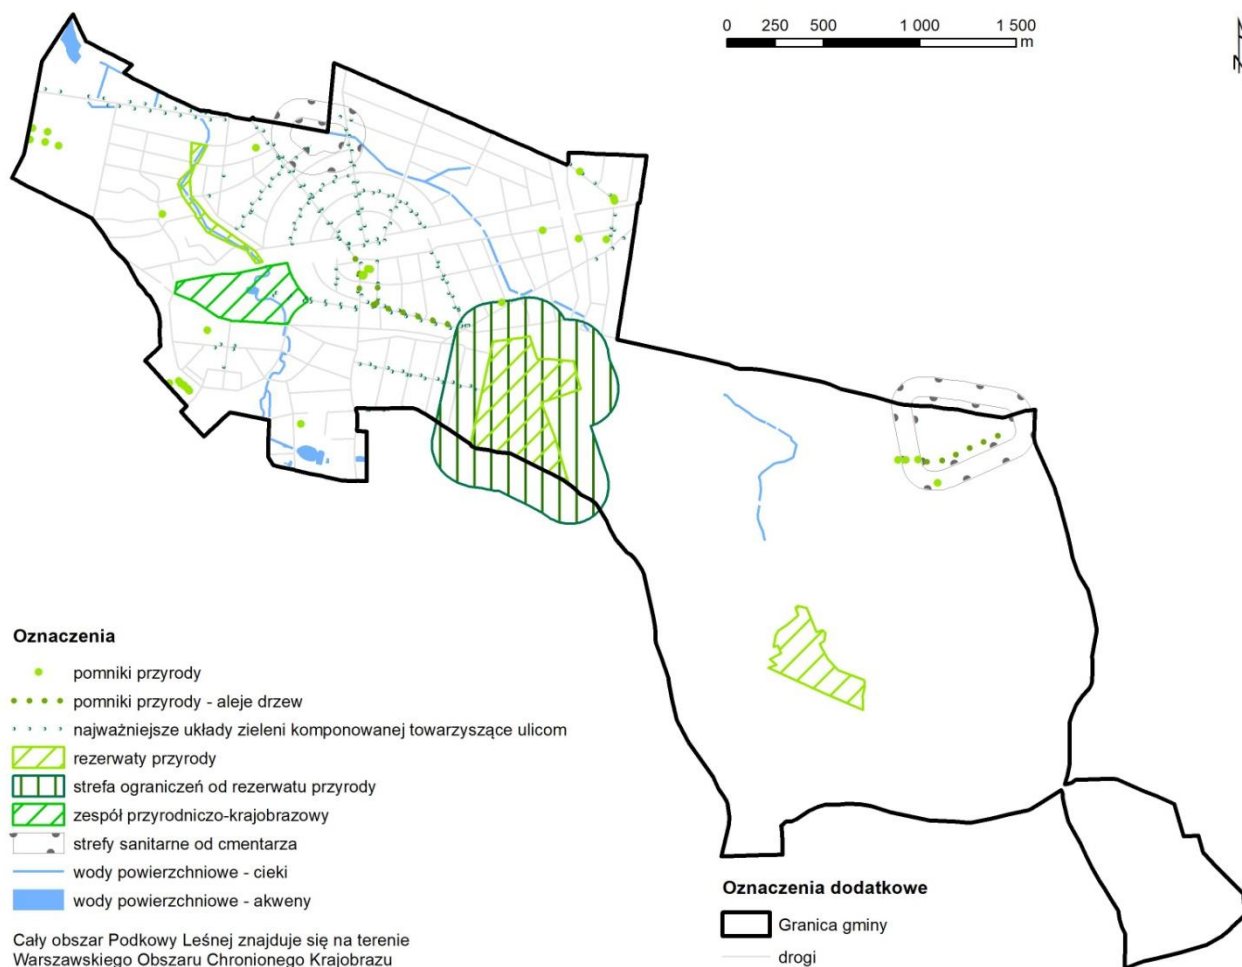 0 250 500 1 000 1 500
m
Oznaczenia
pomniki przyrody
pomniki przyrody - aleje drzew
najważniejsze układy zieleni komponowanej towarzyszące ulicom
rezerwaty przyrody
strefa ograniczeń od rezerwatu przyrody
zespół przyrodniczo-krajobrazowy
strefy sanitarne od cmentarza
wody powierzchniowe - cieki
wody powierzchniowe - akweny
Cały obszar Podkowy Leśnej znajduje się na terenie
Warszawskiego Obszaru Chronionego Krajobrazu
Oznaczenia dodatkowe
Granica gminy
drogi